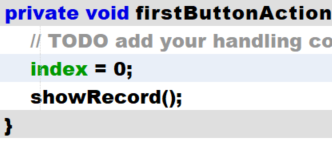 private void firstButtonAction
// TODO add your handling co
index = 0;
showRecord();
}